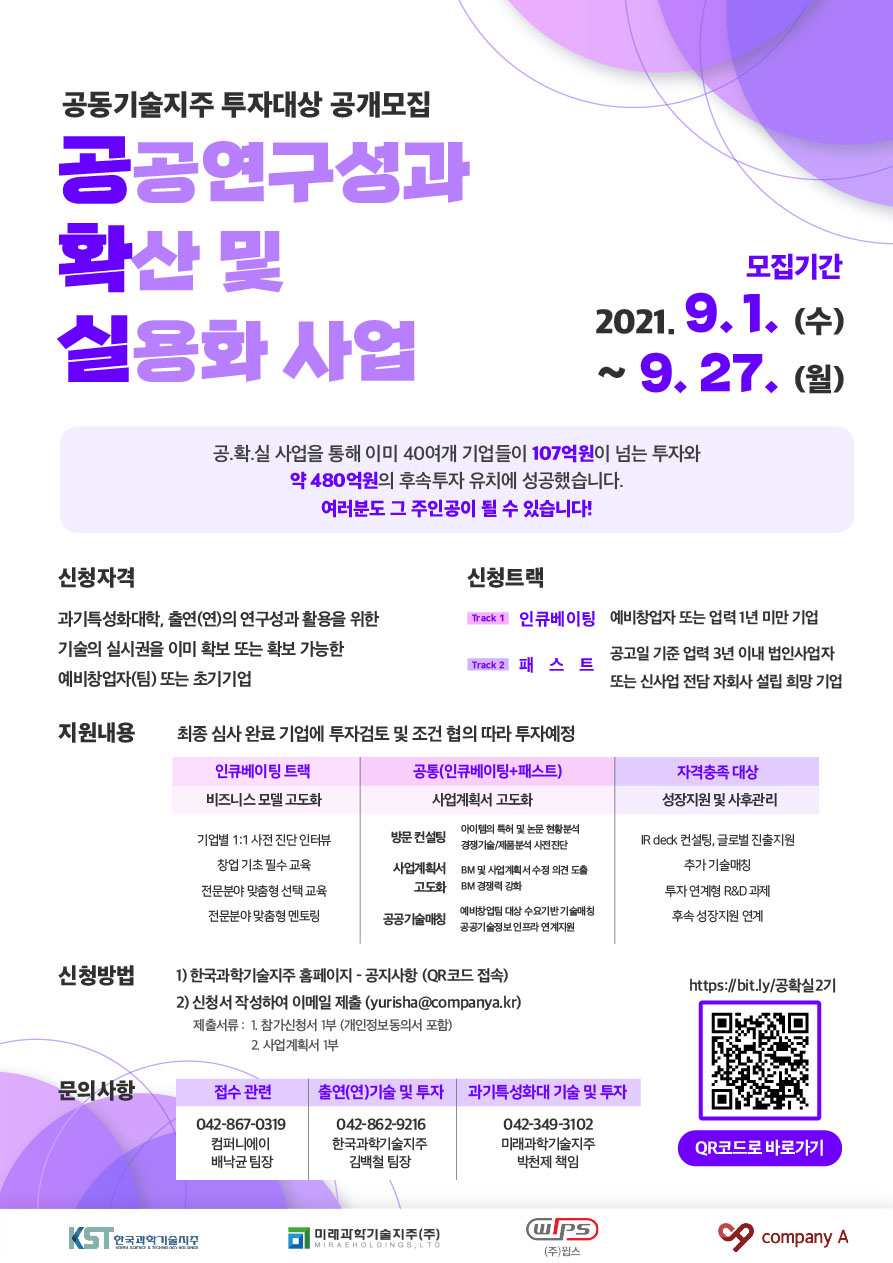 공동기술지주 투자대상 공개모집
공공연구성과
확산 및
실용화 사업
모집기간
2021. 9. 1. (수)
~ 9. 27. (월)
공.확.실 사업을 통해 이미 40여개 기업들이 107억원이 넘는 투자와
약 480억원의 후속투자 유치에 성공했습니다.
여러분도 그 주인공이 될 수 있습니다!
신청자격
과기특성화대학, 출연(연)의 연구성과 활용을 위한
기술의 실시권을 이미 확보 또는 확보 가능한
예비창업자(팀) 또는 초기기업
신청트랙
Track 1 인큐베이팅 예비창업자 또는 업력 1년 미만 기업
Track 2 패 스 트 공고일 기준 업력 3년 이내 법인사업자
또는 신사업 전담 자회사 설립 희망 기업
지원내용 최종 심사 완료 기업에 투자검토 및 조건 협의 따라 투자예정
인큐베이팅 트랙
비즈니스 모델 고도화
기업별 1:1 사전 진단 인터뷰
창업 기초 필수 교육
전문분야 맞춤형 선택 교육
전문분야 맞춤형 멘토링
공통(인큐베이팅+패스트)
사업계획서 고도화
방문 컨설팅
아이템의 특허 및 논문 현황분석
경쟁기술/제품분석 사전진단
사업계획서
고도화
BM 및 사업계획서 수정 의견 도출
BM 경쟁력 강화
공공기술매칭
예비창업팀 대상 수요기반 기술매칭
공공기술정보 인프라 연계지원
자격충족 대상
성장지원 및 사후관리
IR deck 컨설팅, 글로벌 진출지원
추가 기술매칭
투자 연계형 R&D 과제
후속 성장지원 연계
신청방법
1) 한국과학기술지주 홈페이지 - 공지사항 (QR코드 접속)
2) 신청서 작성하여 이메일 제출 (yurisha@companya.kr)
제출서류 : 1. 참가신청서 1부 (개인정보동의서 포함)
2. 사업계획서 1부
https://bit.ly/공확실2기
QR코드로 바로가기
문의사항
접수 관련
042-867-0319
컴퍼니에이
배낙균 팀장
출연(연)기술 및 투자
042-862-9216
한국과학기술지주
김백철 팀장
과기특성화대 기술 및 투자
042-349-3102
미래과학기술지주
박천제 책임
KST 한국과학기술지주
KOREA SCIENCE & TECHNOLOGY HOLDINGS
미래과학기술지주(주)
MIRAEHOLDINGS,LTD
wips
(주)윕스
company A